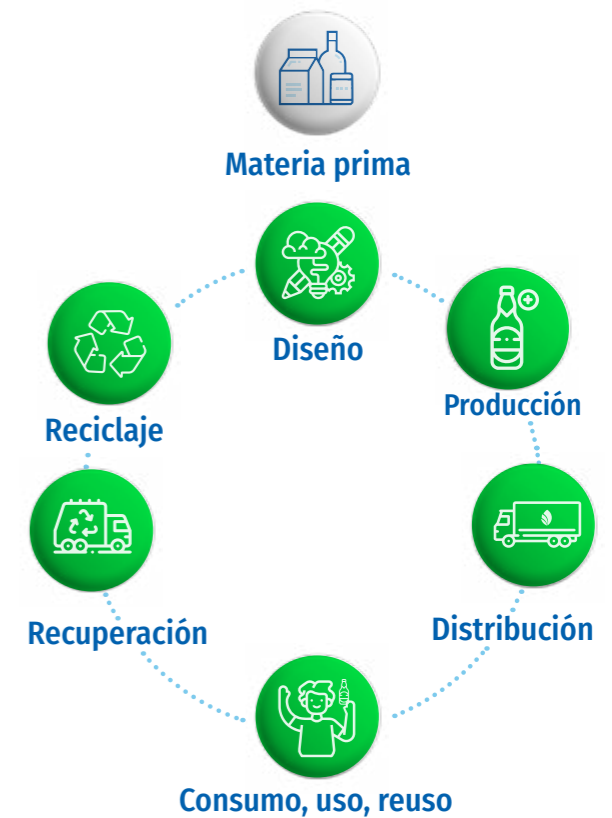 Materia prima
Diseño
Producción
Reciclaje
Distribución
Recuperación
Consumo, uso, reuso